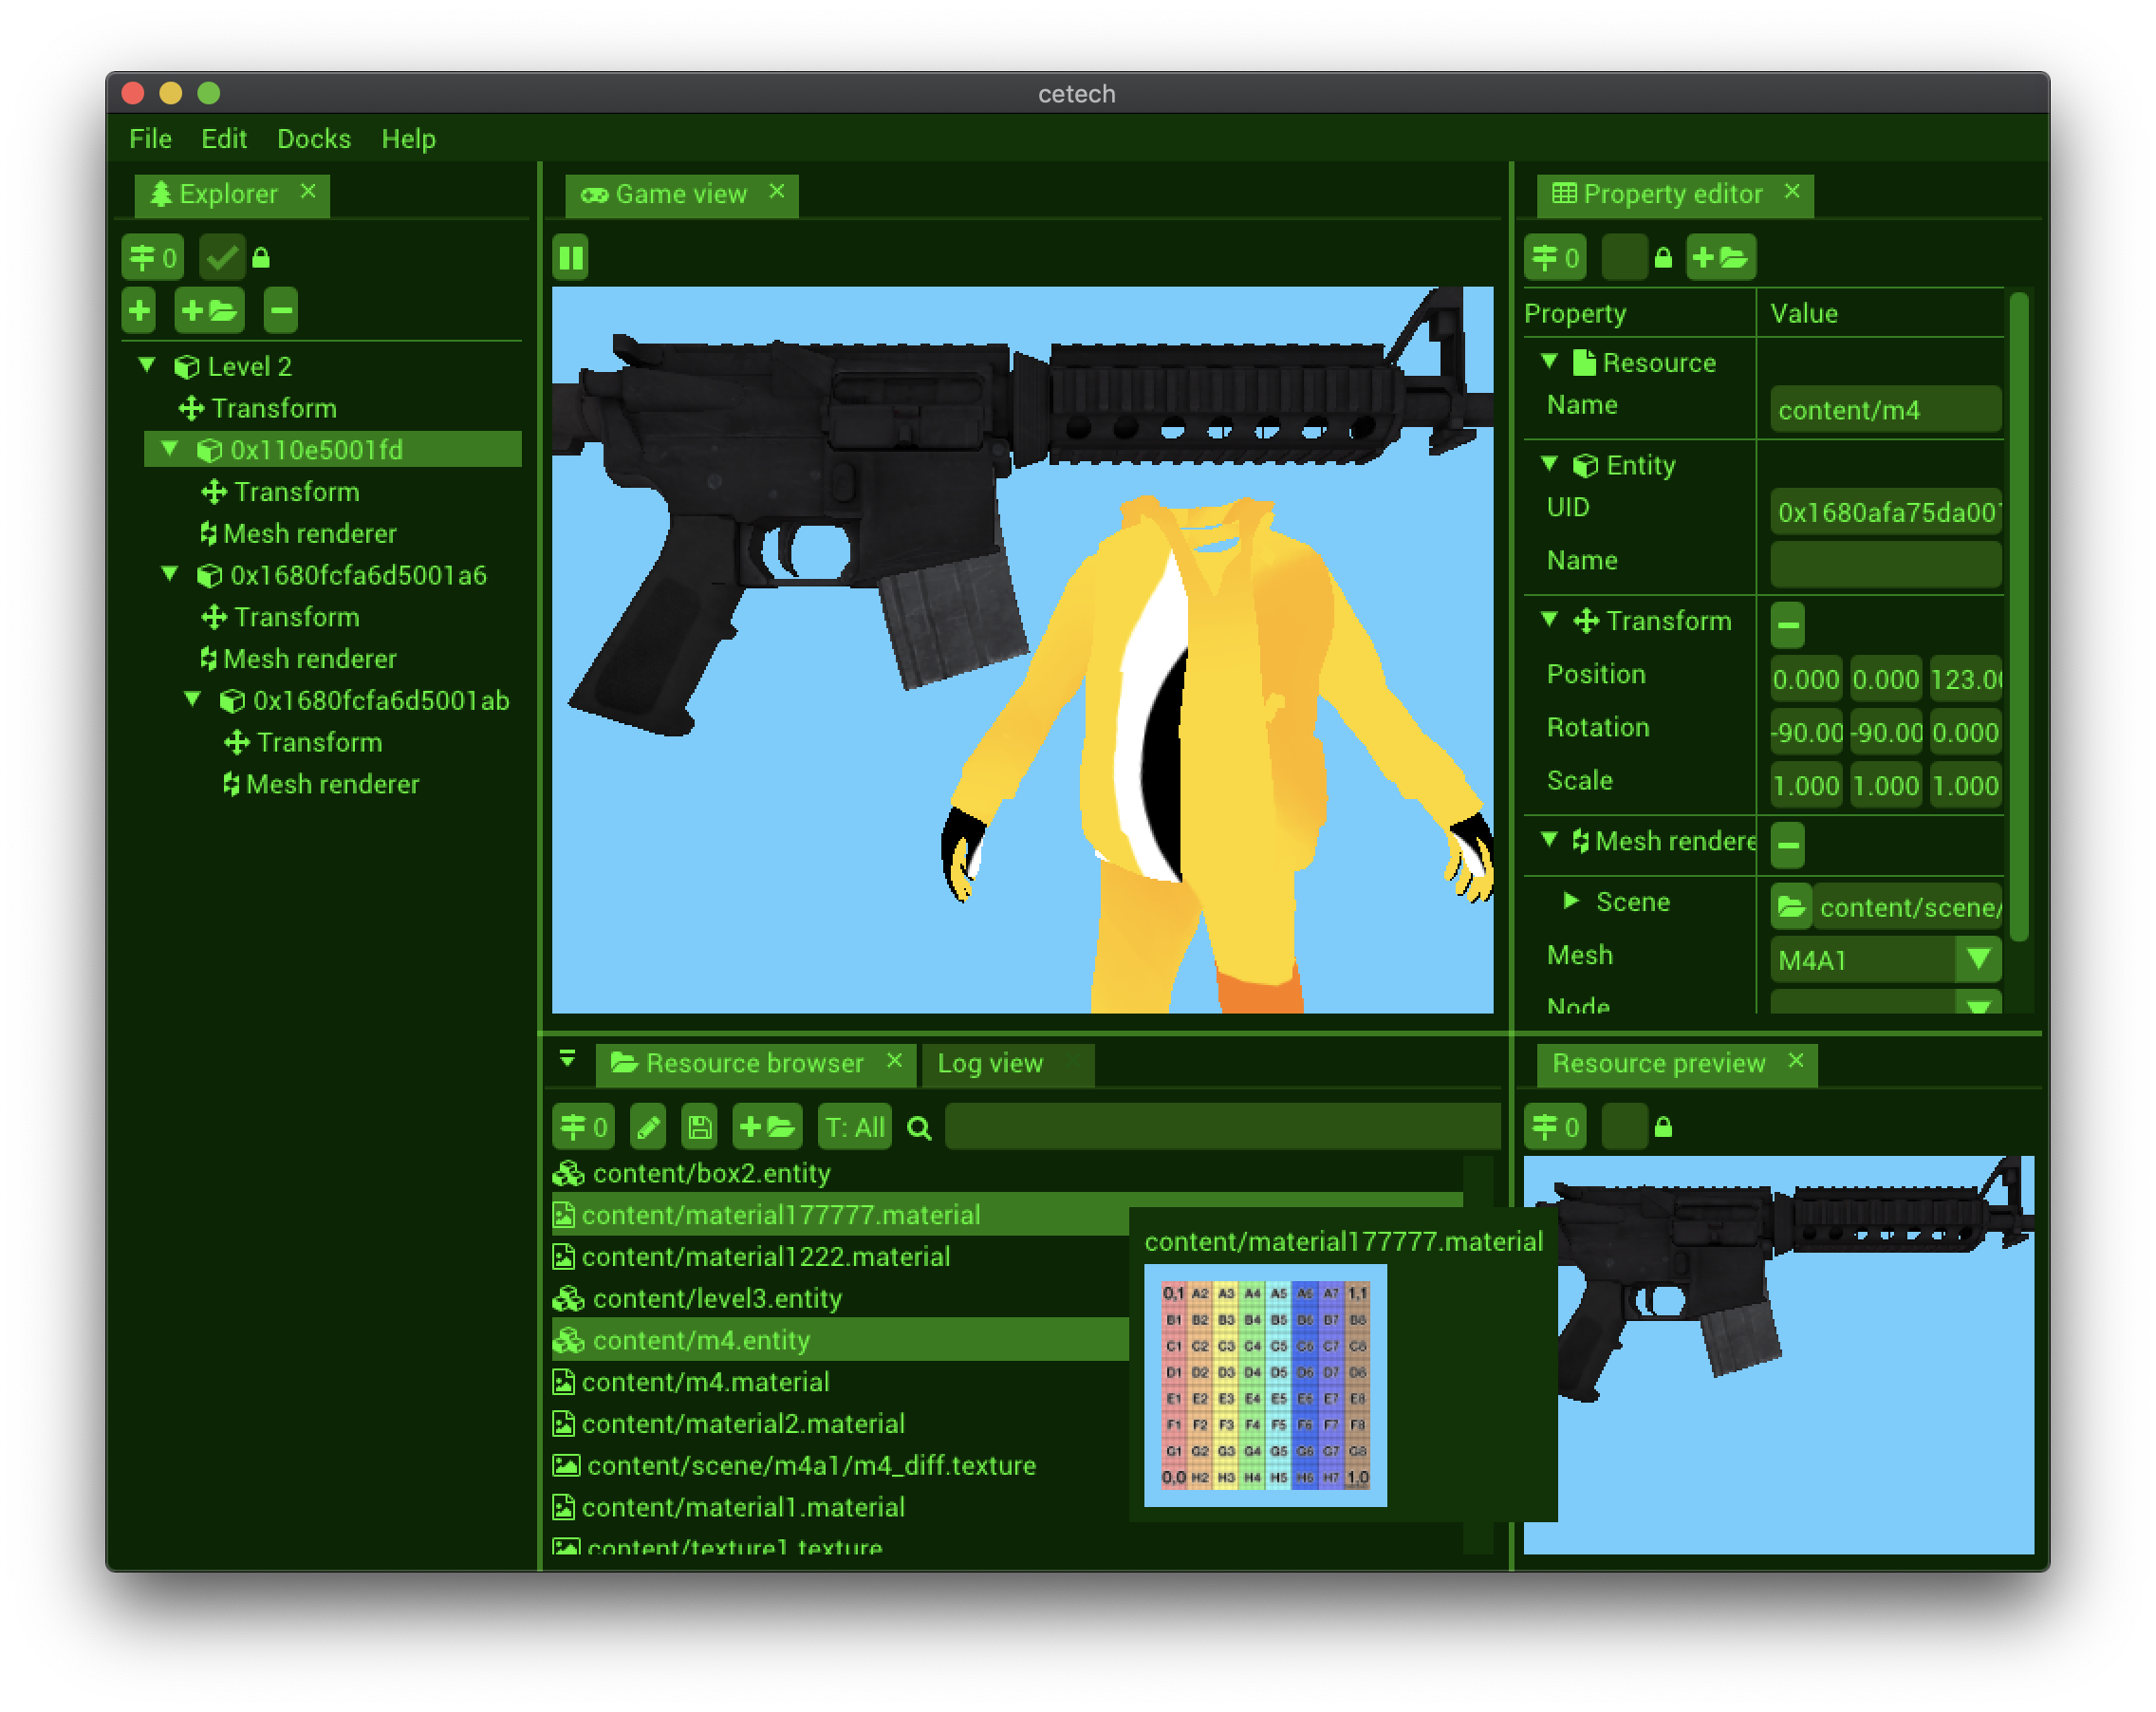 cetech
File Edit Docks Help
Explorer
0
Level 2
Transform
0x110e5001fd
Transform
Mesh renderer
0x1680fcfa6d5001a6
Transform
Mesh renderer
0x1680fcfa6d5001ab
Transform
Mesh renderer
Game view
Property editor
0
Property Value
Resource
Name content/m4
Entity
UID 0x1680afa75da001
Name
Transform
Position 0.000 0.000 123.00
Rotation -90.00 -90.00 0.000
Scale 1.000 1.000 1.000
Mesh rendere
Scene content/scene/
Mesh M4A1
Node
Resource browser Log view
0 T: All
content/box2.entity
content/material177777.material
content/material1222.material
content/level3.entity
content/m4.entity
content/m4.material
content/material2.material
content/scene/m4a1/m4_diff.texture
content/material1.material
content/texture1.texture
content/material177777.material
0,1 A2 A3 A4 A5 A6 A7 1,1
B1 B2 B3 B4 B5 B6 B7 B8
C1 C2 C3 C4 C5 C6 C7 C8
D1 D2 D3 D4 D5 D6 D7 D8
E1 E2 E3 E4 E5 E6 E7 E8
F1 F2 F3 F4 F5 F6 F7 F8
G1 G2 G3 G4 G5 G6 G7 G8
0,0 H2 H3 H4 H5 H6 H7 1,0
Resource preview
0